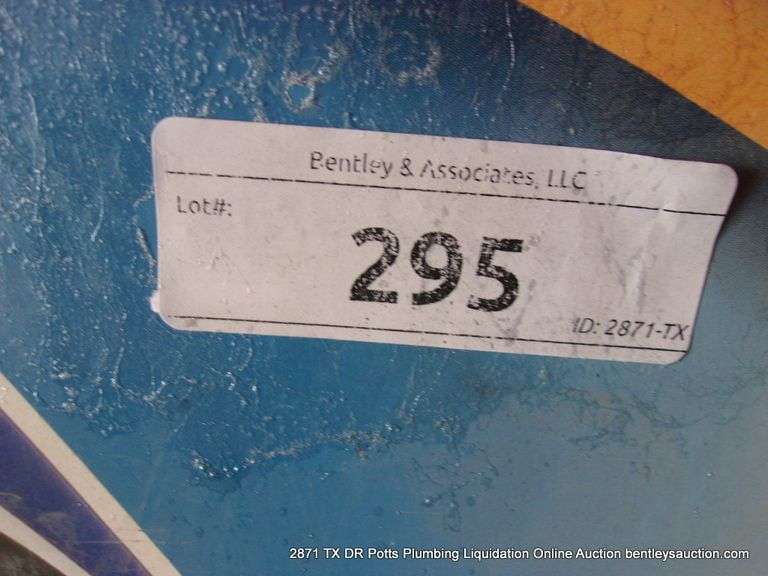 Bentley & Associates, LLC
Lot#:
295
ID: 2871-TX
2871 TX DR Potts Plumbing Liquidation Online Auction bentleysauction.com